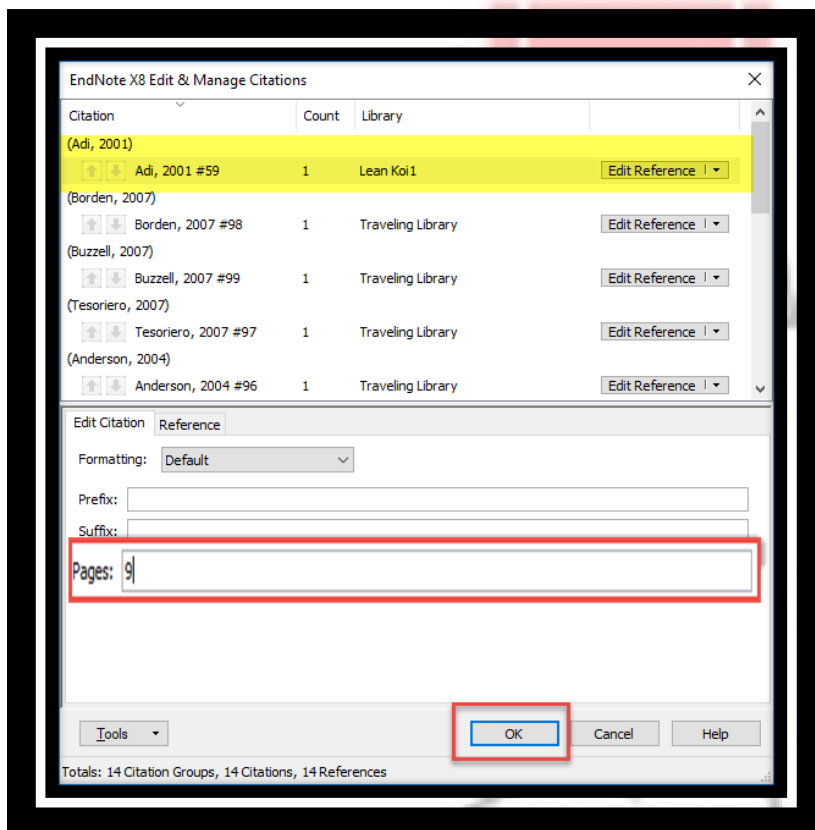 EndNote X8 Edit & Manage Citations
Citation Count Library
(Adi, 2001)
Adi, 2001 #59 1 Lean Koi1 Edit Reference
(Borden, 2007)
Borden, 2007 #98 1 Traveling Library Edit Reference
(Buzzell, 2007)
Buzzell, 2007 #99 1 Traveling Library Edit Reference
(Tesoriero, 2007)
Tesoriero, 2007 #97 1 Traveling Library Edit Reference
(Anderson, 2004)
Anderson, 2004 #96 1 Traveling Library Edit Reference
Edit Citation Reference
Formatting: Default
Prefix:
Suffix:
Pages: 9
Tools OK Cancel Help
Totals: 14 Citation Groups, 14 Citations, 14 References